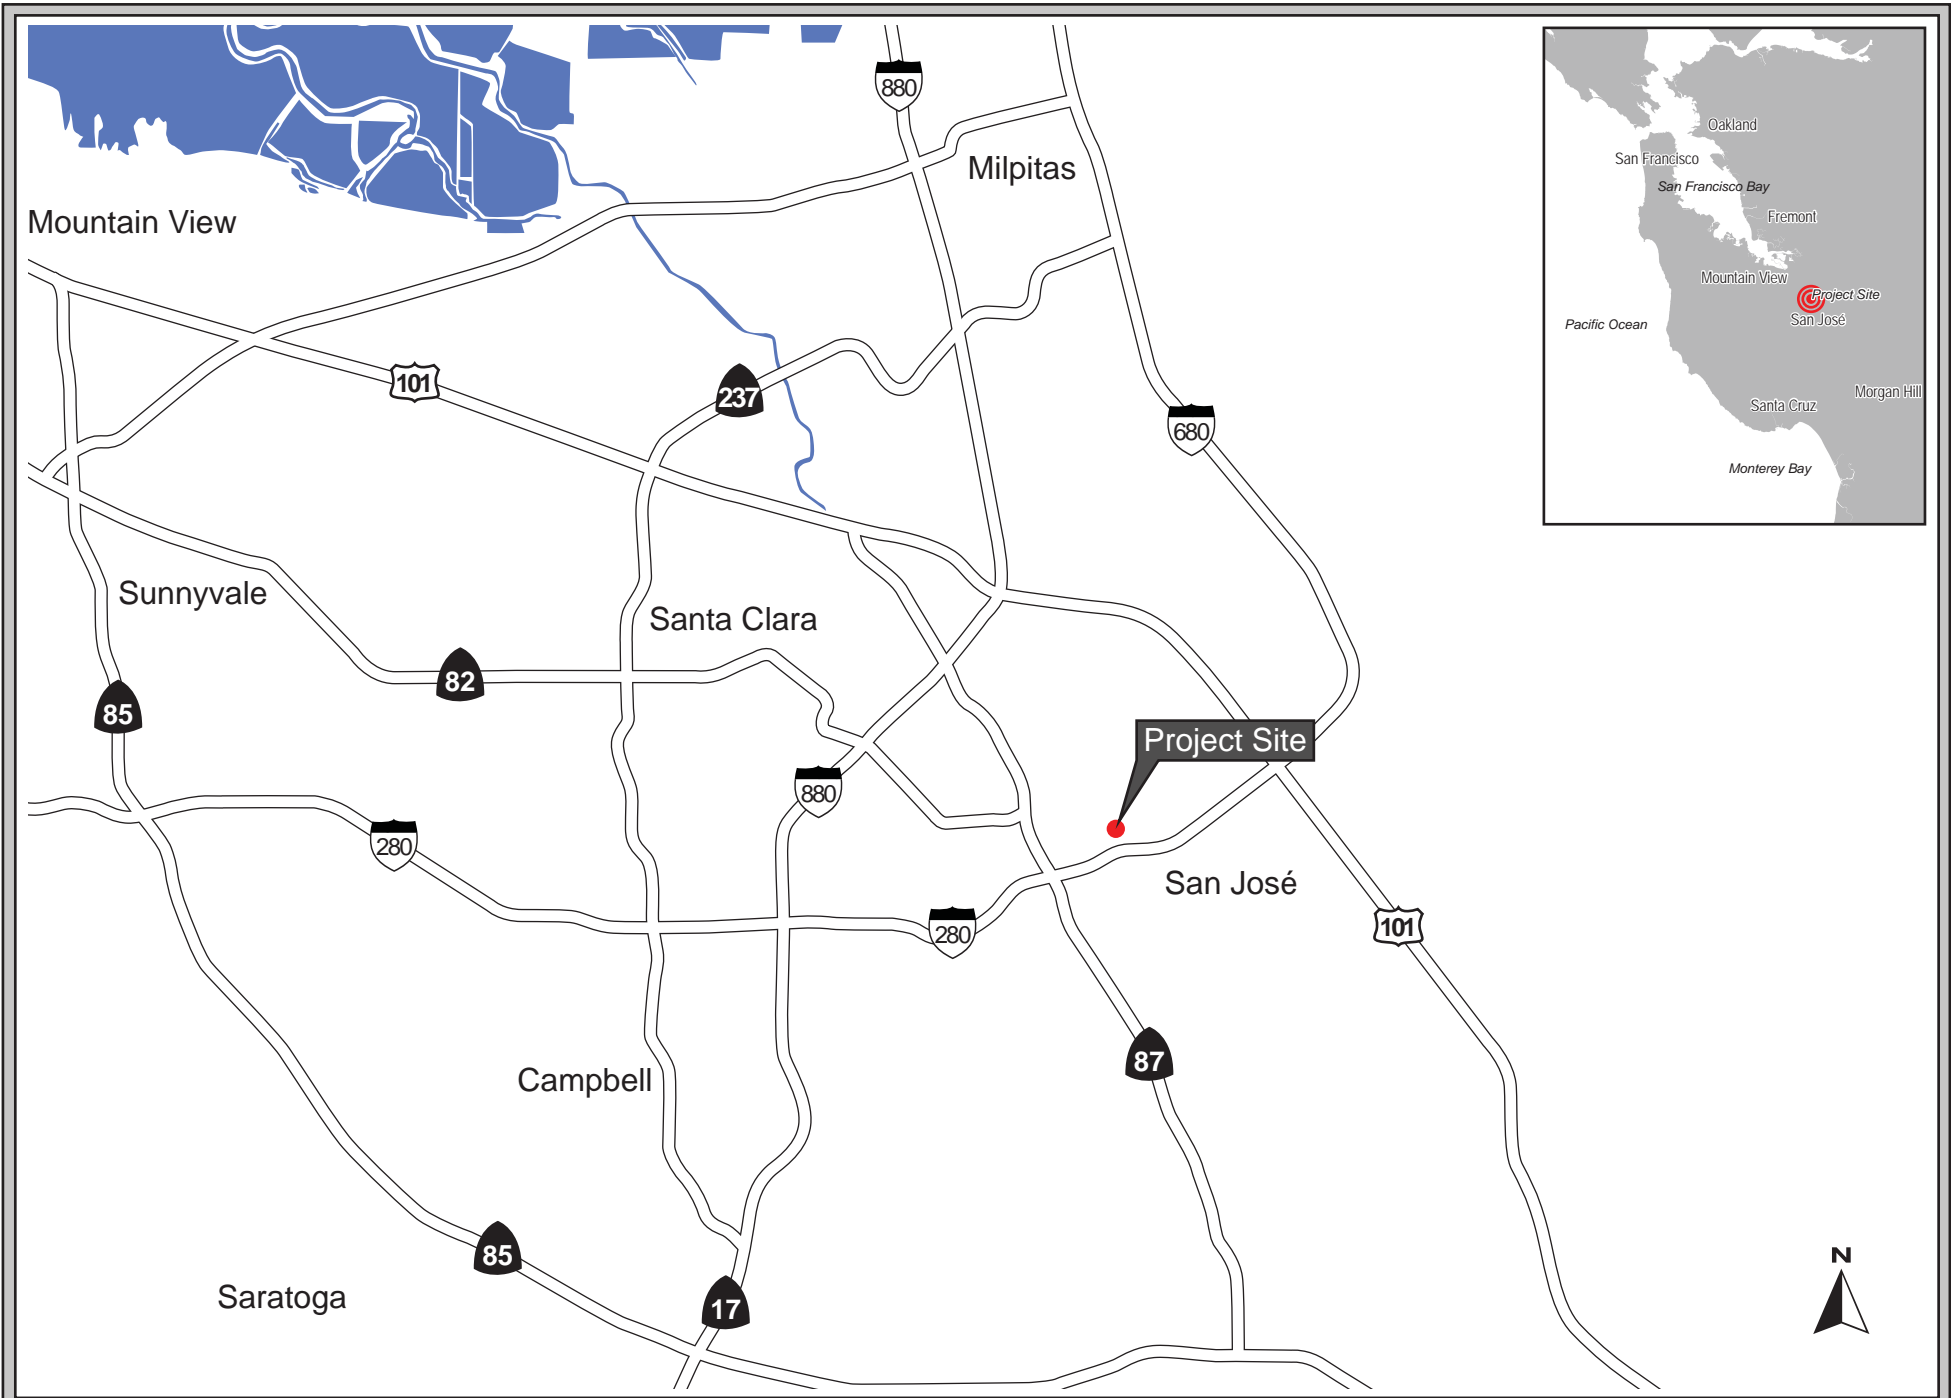 880
Milpitas
Mountain View
101
237
680
Sunnyvale
Santa Clara
82
85
Project Site
880
280
San José
280
101
Campbell
87
85
Saratoga
17
N
Oakland
San Francisco
San Francisco Bay
Fremont
Mountain View
Project Site
San José
Pacific Ocean
Morgan Hill
Santa Cruz
Monterey Bay